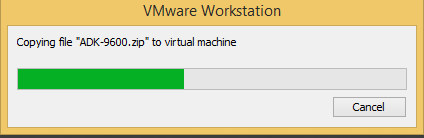 VMware Workstation
Copying file "ADK-9600.zip" to virtual machine
Cancel